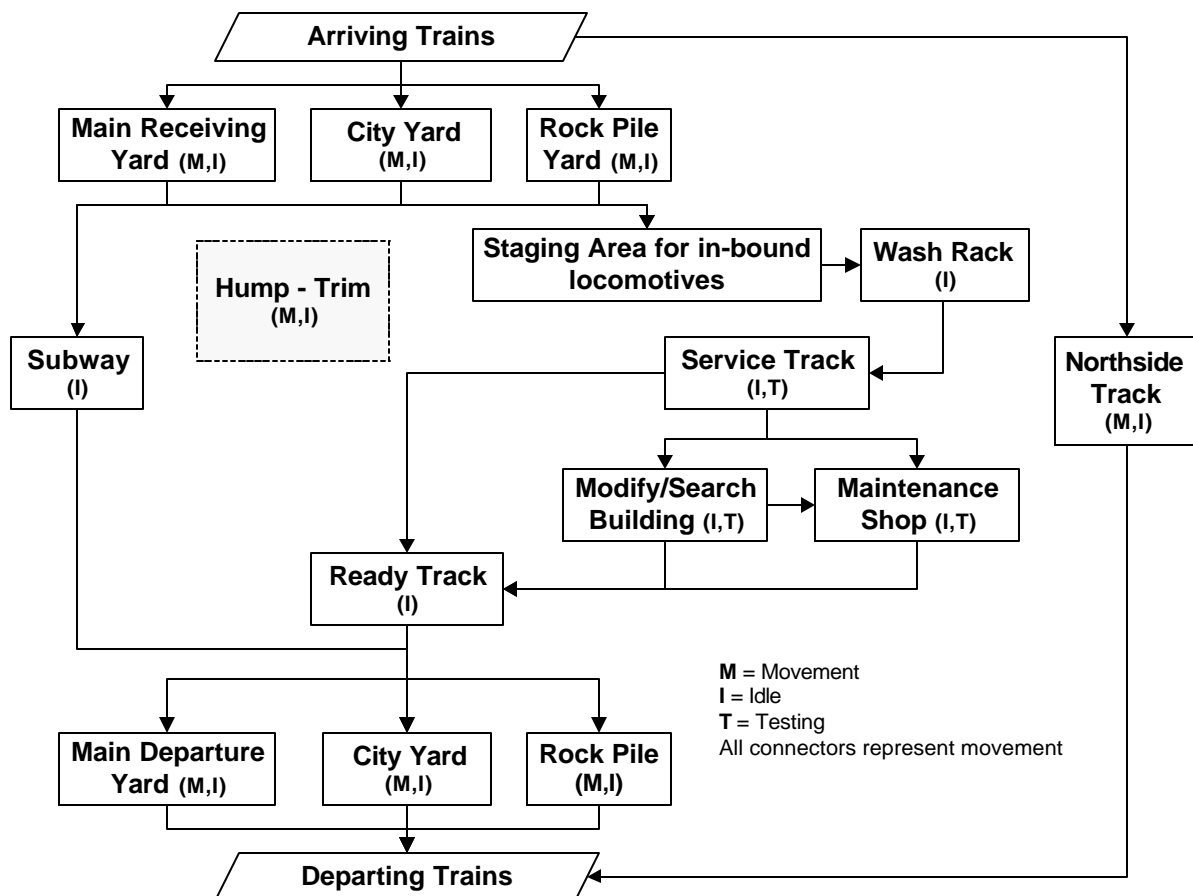 Arriving Trains
Main Receiving
Yard (M,I)
City Yard
(M,I)
Rock Pile
Yard (M,I)
Staging Area for in-bound
locomotives
Wash Rack
(I)
Hump - Trim
(M,I)
Subway
(I)
Service Track
(I,T)
Northside
Track
(M,I)
Modify/Search
Building (I,T)
Maintenance
Shop (I,T)
Ready Track
(I)
M = Movement
I = Idle
T = Testing
All connectors represent movement
Main Departure
Yard (M,I)
City Yard
(M,I)
Rock Pile
(M,I)
Departing Trains